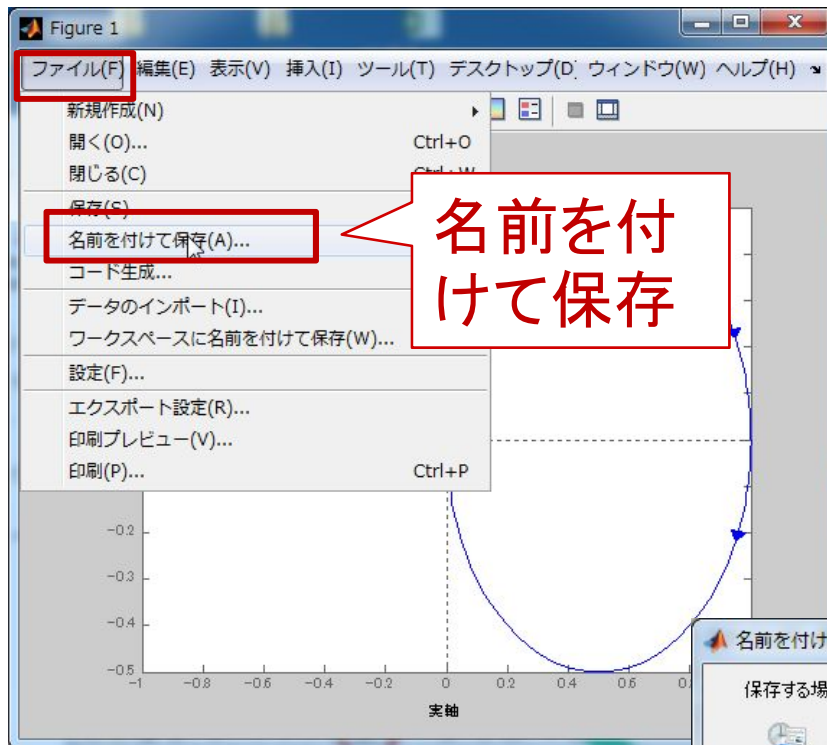 Figure 1
ファイル(F) 編集(E) 表示(V) 挿入(I) ツール(T) デスクトップ(D) ウィンドウ(W) ヘルプ(H)
新規作成(N)
開く(O)... Ctrl+O
閉じる(C) Ctrl+W
保存(S)
名前を付けて保存(A)...
コード生成...
データのインポート(I)...
ワークスペースに名前を付けて保存(W)...
設定(F)...
エクスポート設定(R)...
印刷プレビュー(V)...
印刷(P)... Ctrl+P
名前を付
けて保存
-0.2
-0.3
-0.4
-0.5
-1 -0.8 -0.6 -0.4 -0.2 0 0.2 0.4 0.6
実軸
名前を付け
保存する場